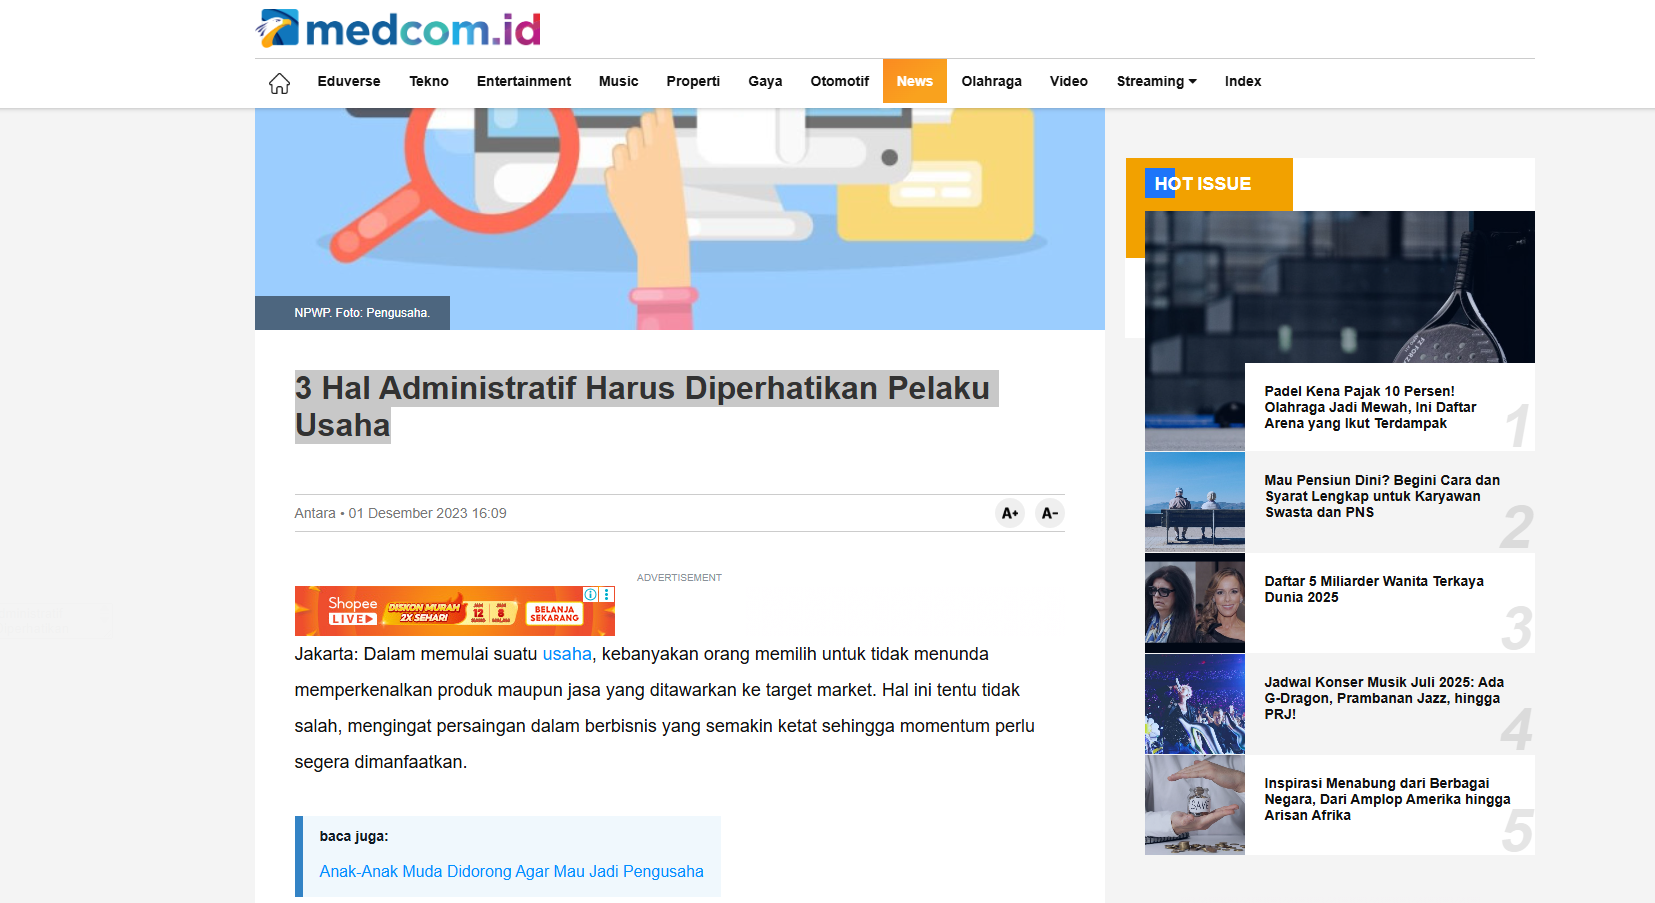 medcom.id
Eduverse Tekno Entertainment Music Properti Gaya Otomotif News Olahraga Video Streaming Index
NPWP. Foto: Pengusaha.
3 Hal Administratif Harus Diperhatikan Pelaku
Usaha
Antara • 01 Desember 2023 16:09
A+ A-
ADVERTISEMENT
Shopee
LIVE
DISKON MURAH
2X SEHARI
JAM
12
SIANG
JAM
8
MALAM
BELANJA
SEKARANG
Jakarta: Dalam memulai suatu usaha, kebanyakan orang memilih untuk tidak menunda
memperkenalkan produk maupun jasa yang ditawarkan ke target market. Hal ini tentu tidak
salah, mengingat persaingan dalam berbisnis yang semakin ketat sehingga momentum perlu
segera dimanfaatkan.
baca juga:
Anak-Anak Muda Didorong Agar Mau Jadi Pengusaha
HOT ISSUE
Padel Kena Pajak 10 Persen!
Olahraga Jadi Mewah, Ini Daftar
Arena yang Ikut Terdampak
1
Mau Pensiun Dini? Begini Cara dan
Syarat Lengkap untuk Karyawan
Swasta dan PNS
2
Daftar 5 Miliarder Wanita Terkaya
Dunia 2025
3
Jadwal Konser Musik Juli 2025: Ada
G-Dragon, Prambanan Jazz, hingga
PRJ!
4
SAVE
Inspirasi Menabung dari Berbagai
Negara, Dari Amplop Amerika hingga
Arisan Afrika
5